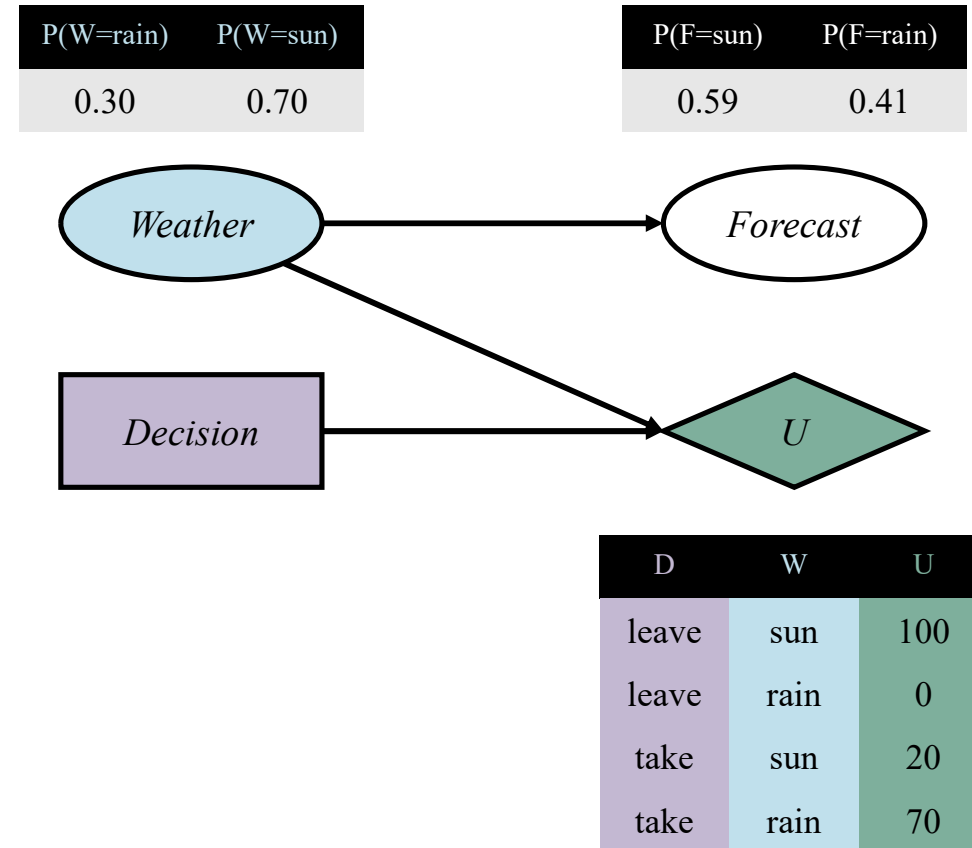 P(W=rain) P(W=sun)
0.30 0.70
P(F=sun) P(F=rain)
0.59 0.41
Weather
Forecast
Decision
U
D W U
leave sun 100
leave rain 0
take sun 20
take rain 70